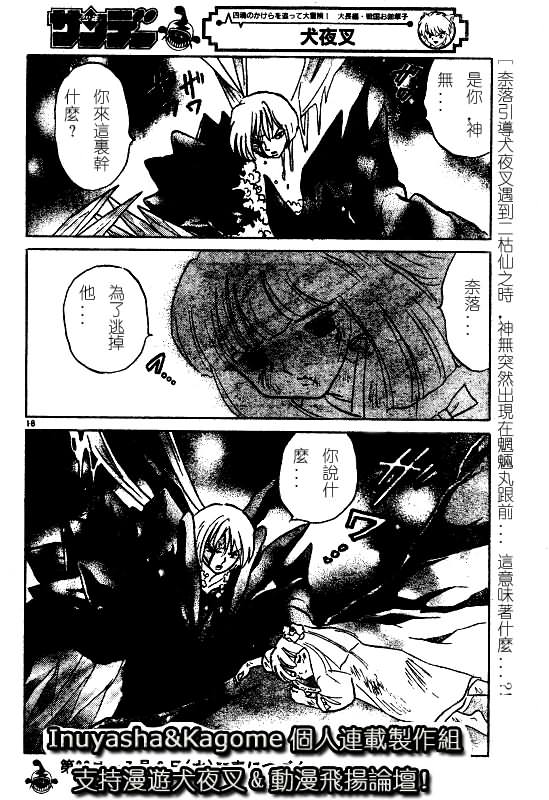 サンデー
四魂のかけらを追って大冒険！　大長編・戦国お伽草子
犬夜叉
[奈落引導犬夜叉遇到二枯仙之時,神無突然出現在魍魎丸跟前.... 這意味著什麼....?!
是你,神
無...
你來這裏幹
什麼?
奈落...
為了逃掉
他...
ハ...
18
你說什
麼...
ワ...
Inuyasha&Kagome 個人連載製作組
支持漫遊犬夜叉 & 動漫飛揚論壇!